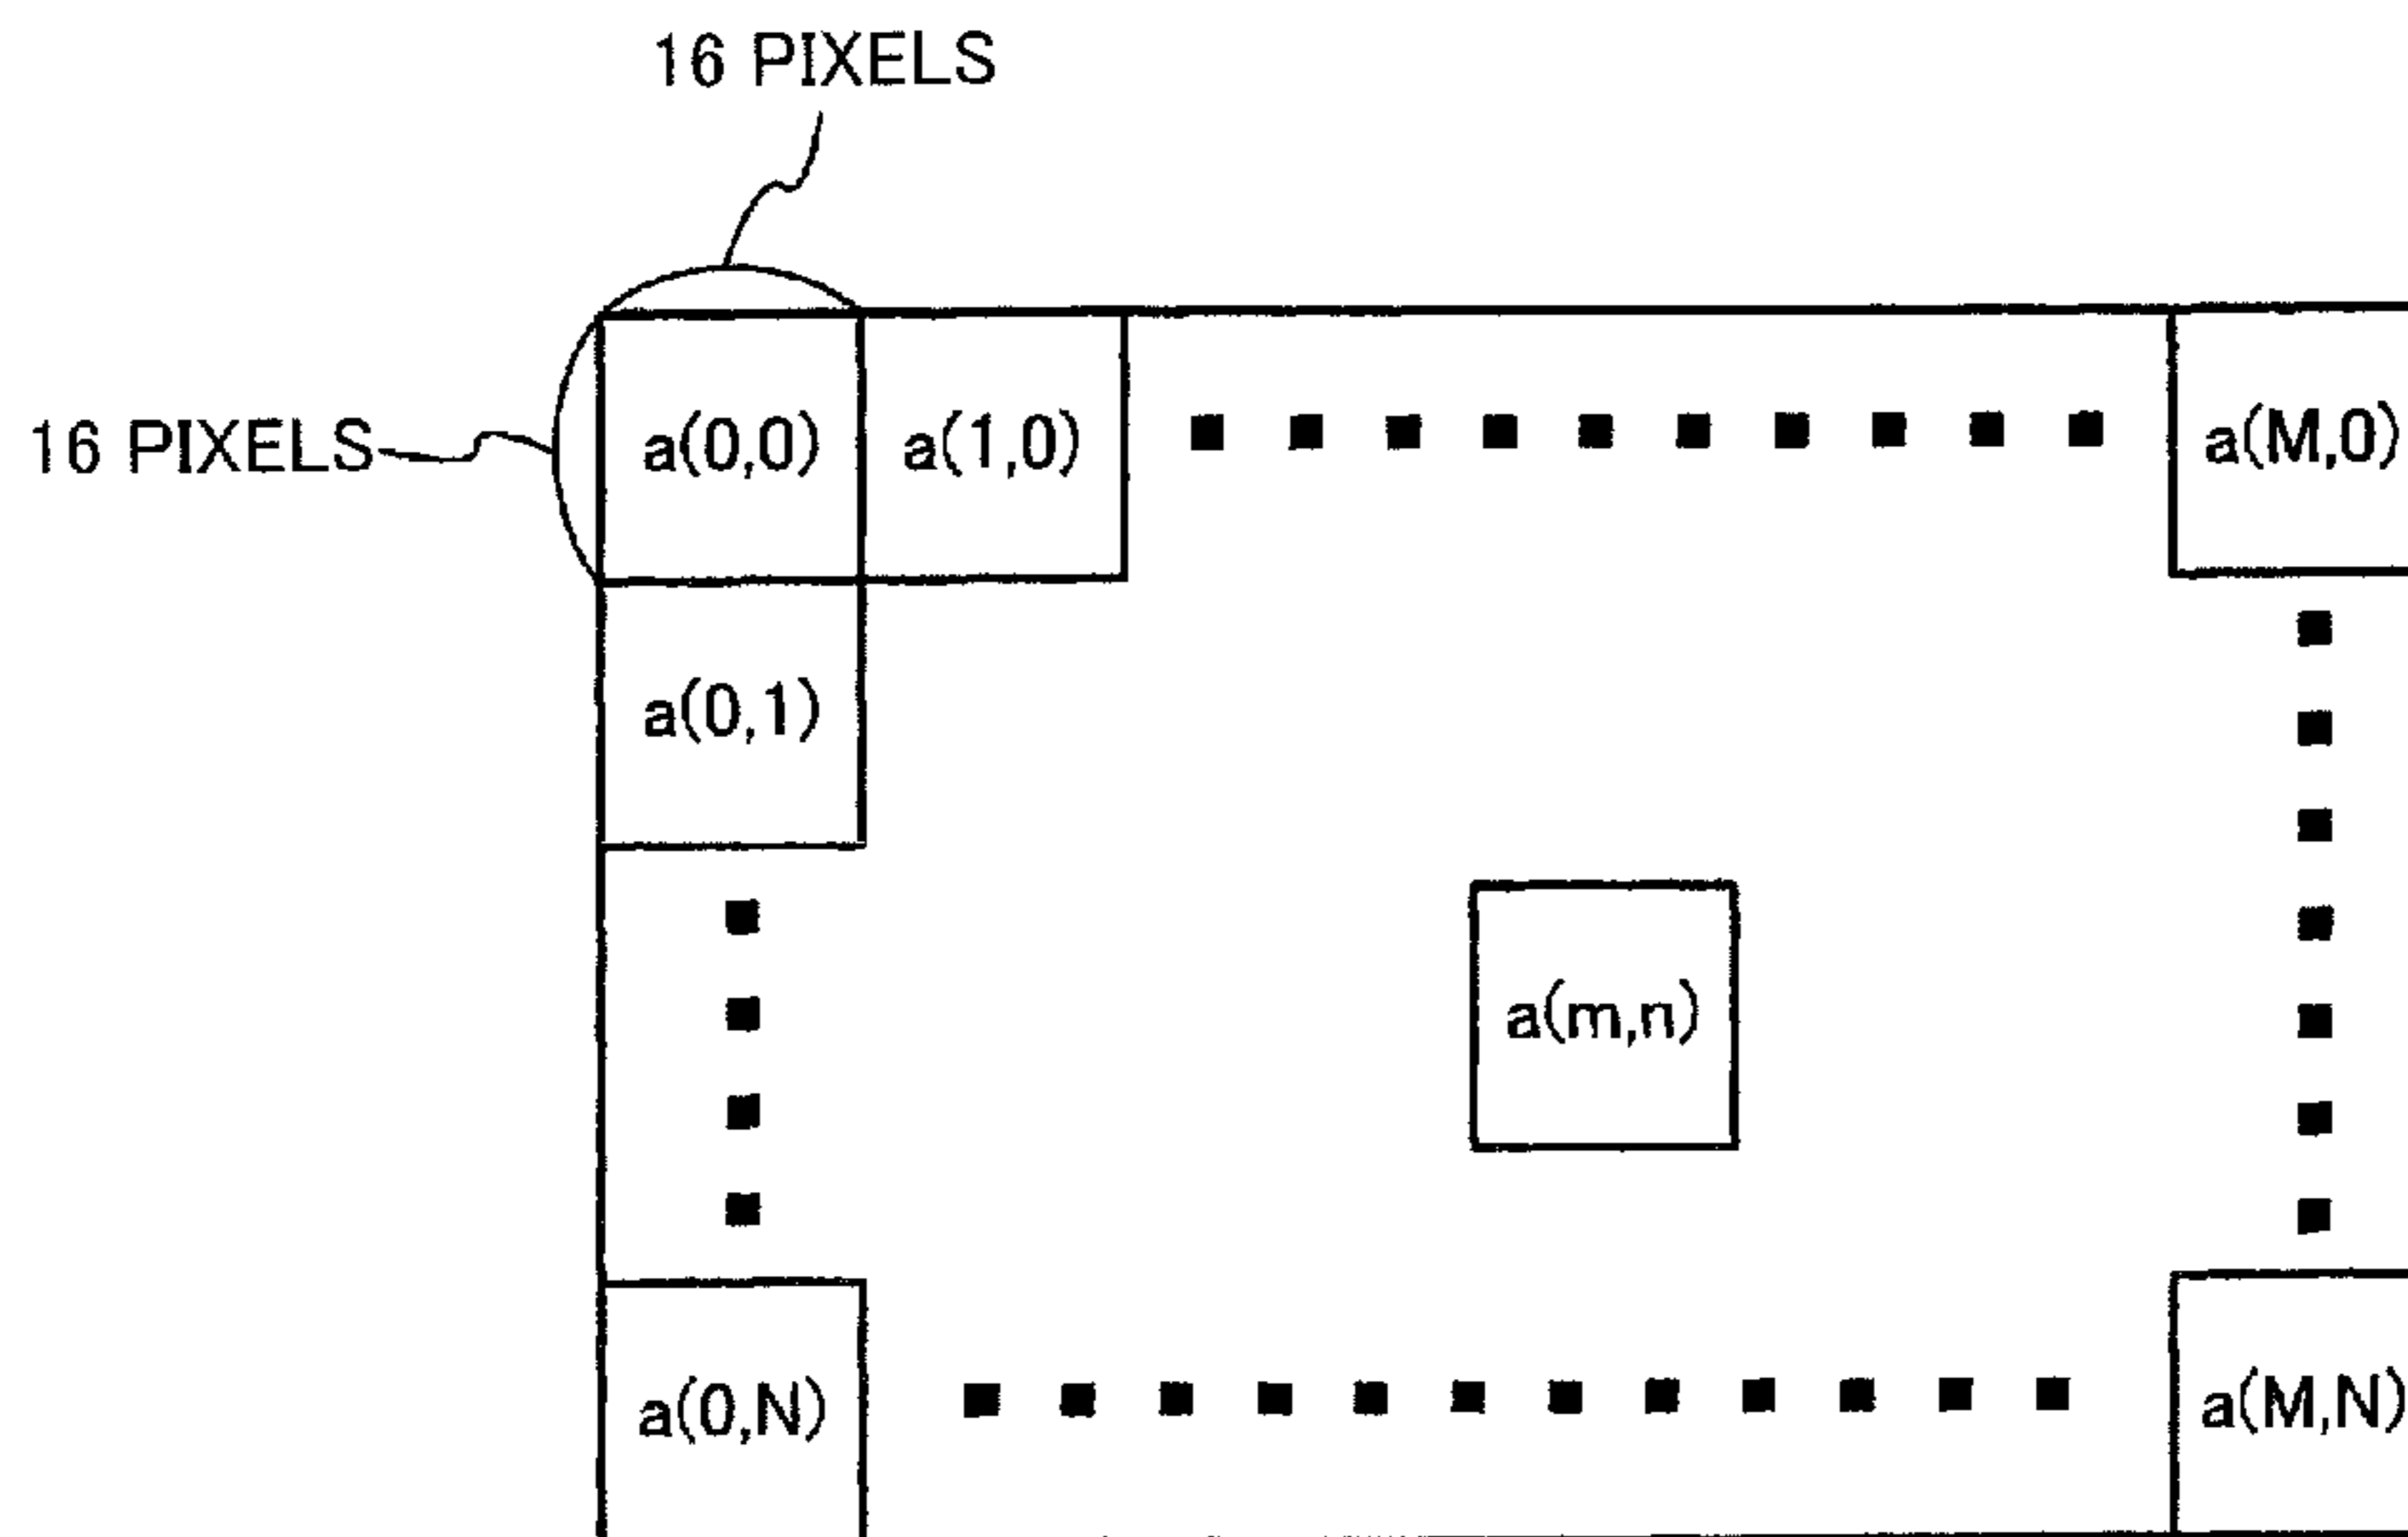 16 PIXELS
16 PIXELS
a(0,0)
a(1,0)
a(M,0)
a(0,1)
a(m,n)
a(0,N)
a(M,N)